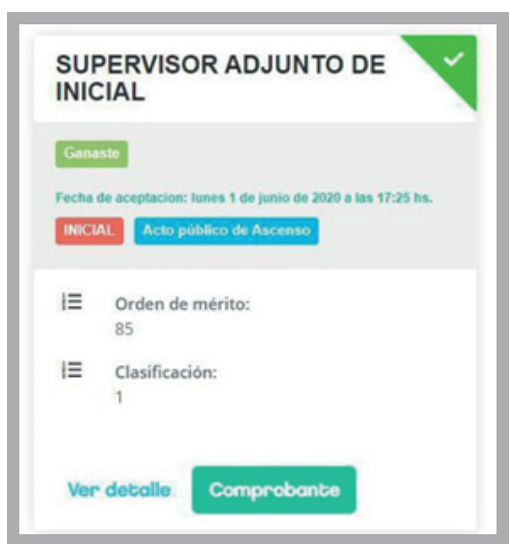 SUPERVISOR ADJUNTO DE
INICIAL
Ganaste
Fecha de aceptacion: lunes 1 de junio de 2020 a las 17:25 hs.
INICIAL Acto público de Ascenso
Orden de mérito:
85
Clasificación:
1
Ver detalle Comprobante